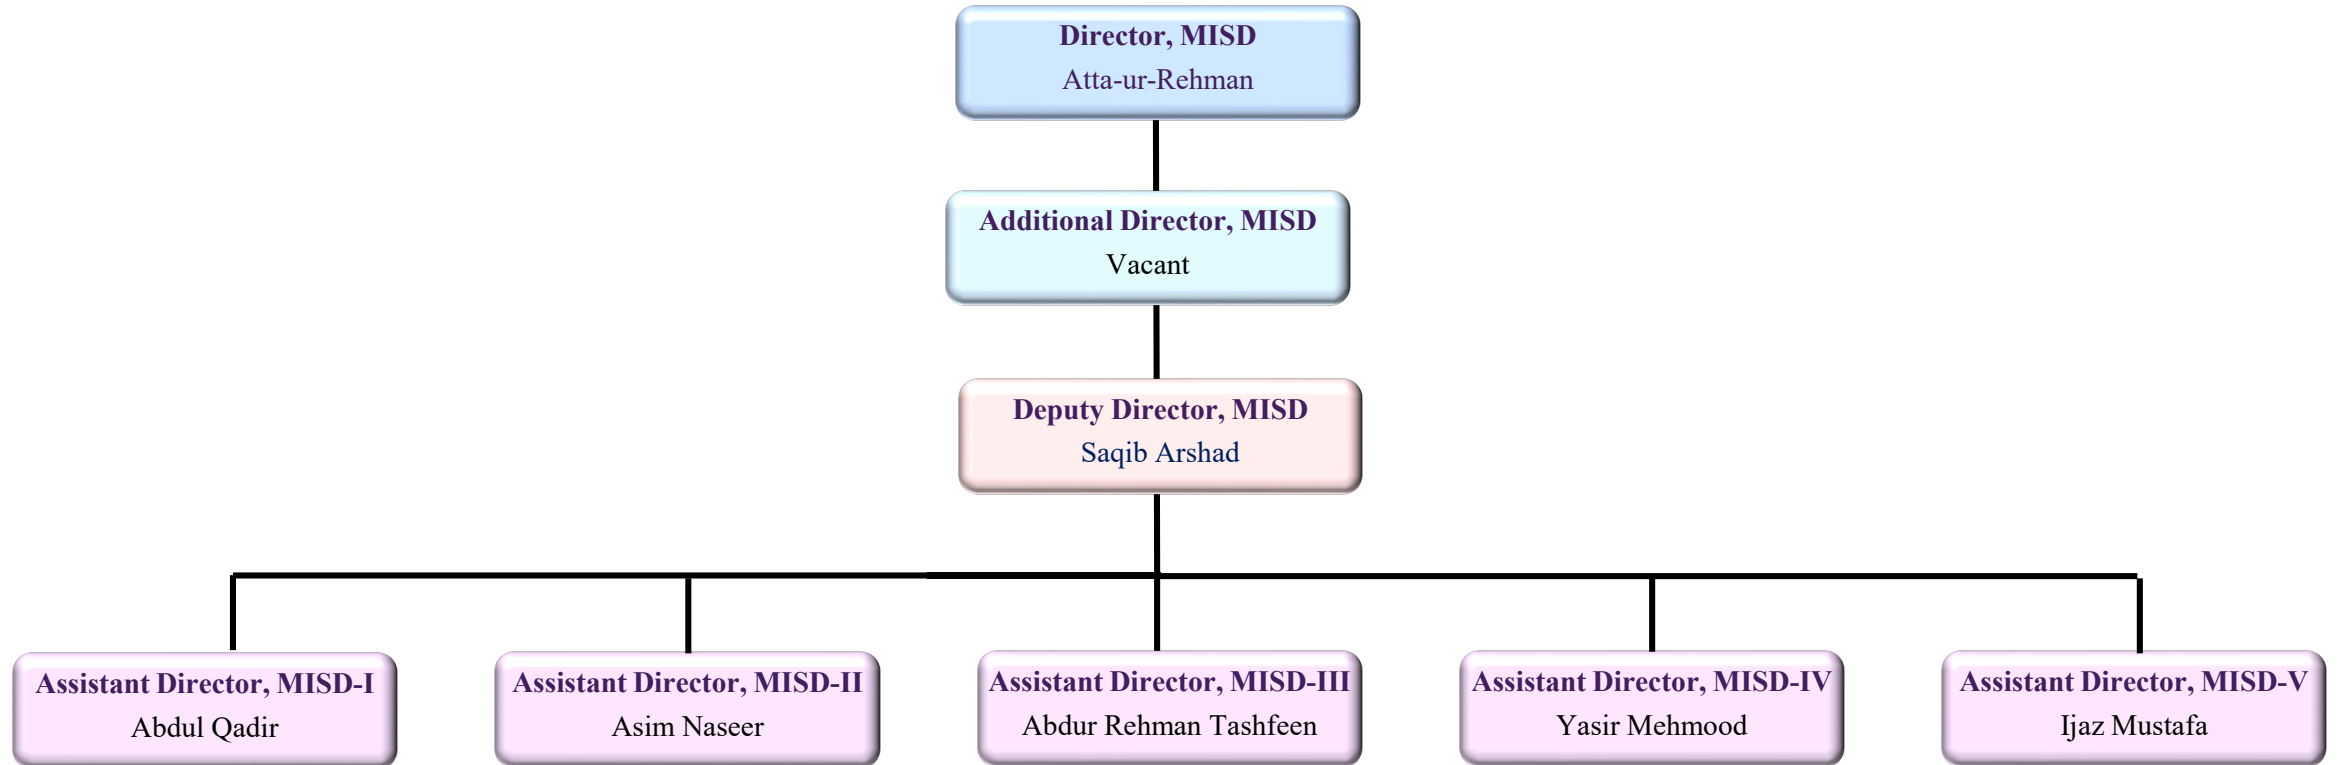 Director, MISD
Atta-ur-Rehman
Additional Director, MISD
Vacant
Deputy Director, MISD
Saqib Arshad
Assistant Director, MISD-I
Abdul Qadir
Assistant Director, MISD-II
Asim Naseer
Assistant Director, MISD-III
Abdur Rehman Tashfeen
Assistant Director, MISD-IV
Yasir Mehmood
Assistant Director, MISD-V
Ijaz Mustafa